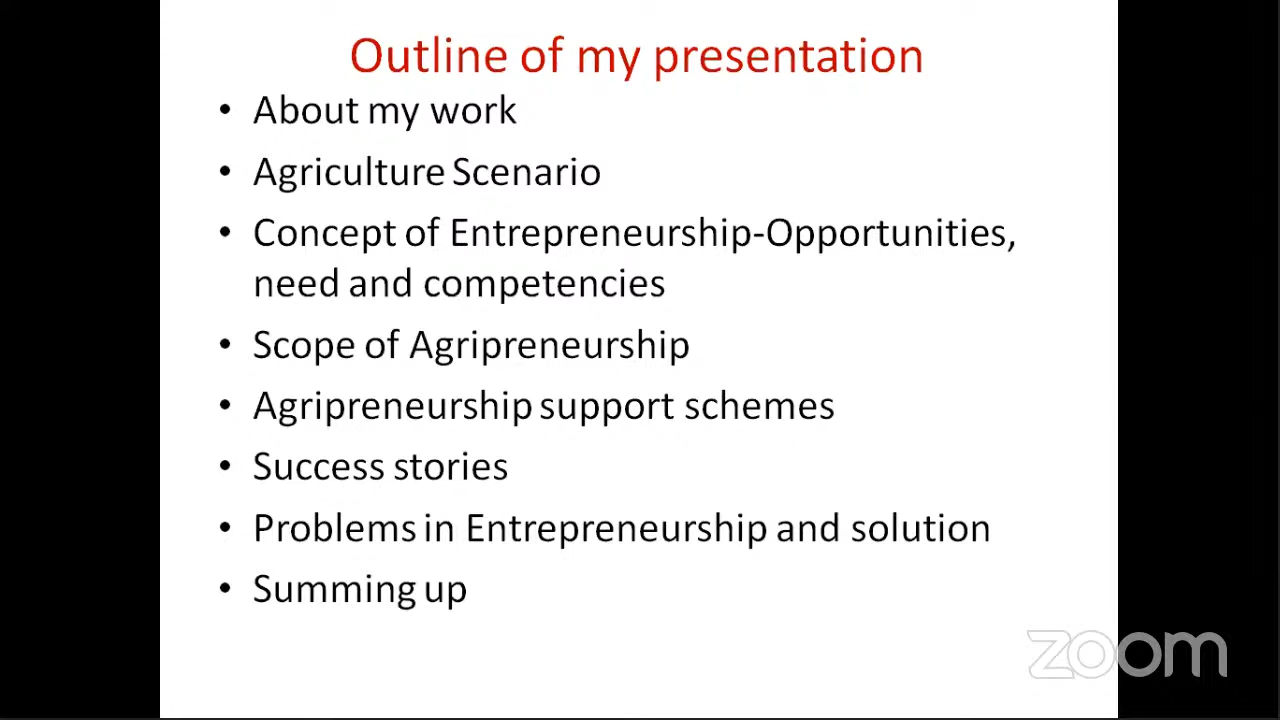 Outline of my presentation
• About my work
• Agriculture Scenario
• Concept of Entrepreneurship-Opportunities,
need and competencies
• Scope of Agripreneurship
• Agripreneurship support schemes
• Success stories
• Problems in Entrepreneurship and solution
• Summing up
zoom